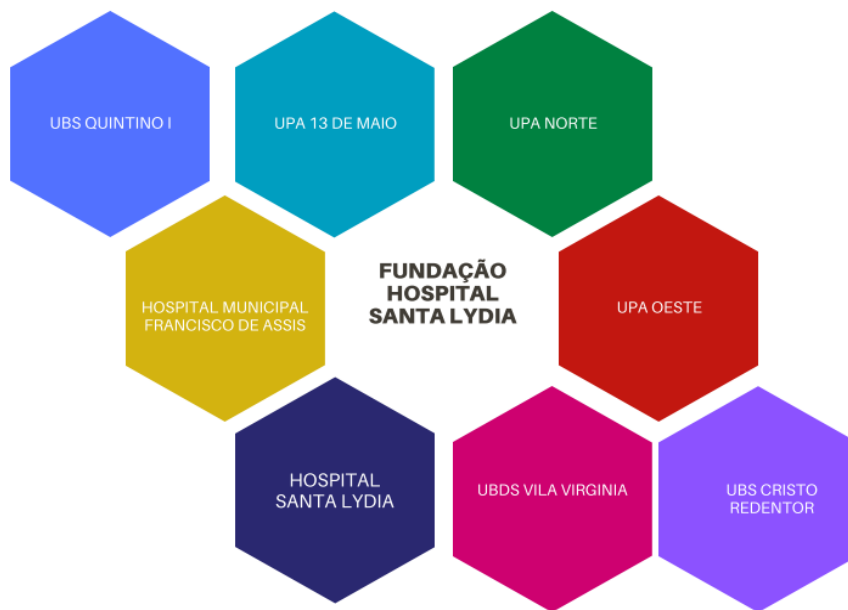 UBS QUINTINO I
UPA 13 DE MAIO
UPA NORTE
HOSPITAL MUNICIPAL
FRANCISCO DE ASSIS
FUNDAÇÃO
HOSPITAL
SANTA LYDIA
UPA OESTE
HOSPITAL
SANTA LYDIA
UBDS VILA VIRGINIA
UBS CRISTO
REDENTOR